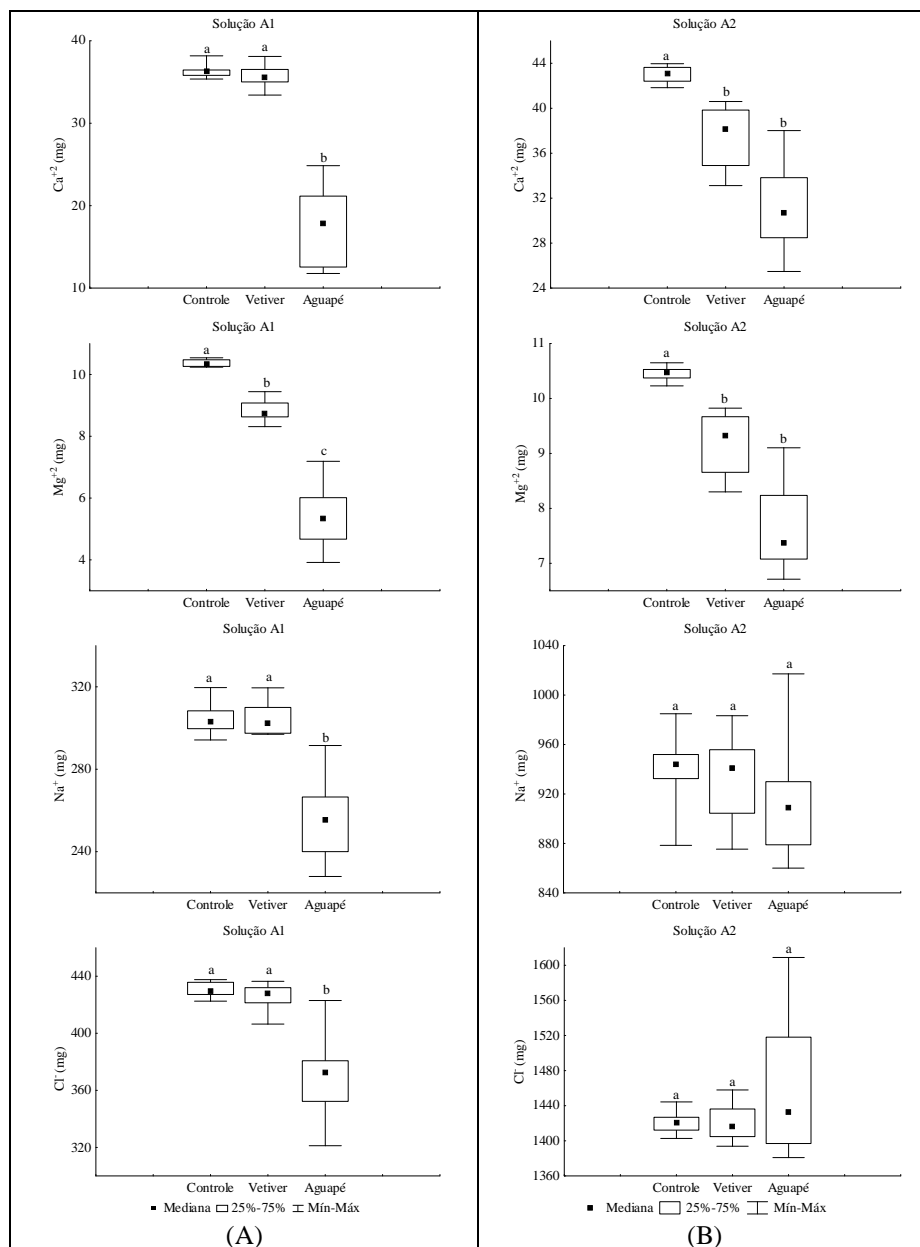 Solução A1
40
30
20
10
Ca⁺² (mg)
a
a
b
Controle Vetiver Aguapé
Solução A1
10
8
6
4
Mg⁺² (mg)
a
b
c
Controle Vetiver Aguapé
Solução A1
320
280
240
Na⁺ (mg)
a
a
b
Controle Vetiver Aguapé
Solução A1
440
400
360
320
Cl⁻ (mg)
a
a
b
Controle Vetiver Aguapé
Mediana 25%-75% Mín-Máx
(A)
Solução A2
44
40
36
32
28
24
Ca⁺² (mg)
a
b
b
Controle Vetiver Aguapé
Solução A2
11
10
9
8
7
Mg⁺² (mg)
a
b
b
Controle Vetiver Aguapé
Solução A2
1040
1000
960
920
880
840
Na⁺ (mg)
a
a
a
Controle Vetiver Aguapé
Solução A2
1600
1560
1520
1480
1440
1400
1360
Cl⁻ (mg)
a
a
a
Controle Vetiver Aguapé
Mediana 25%-75% Mín-Máx
(B)